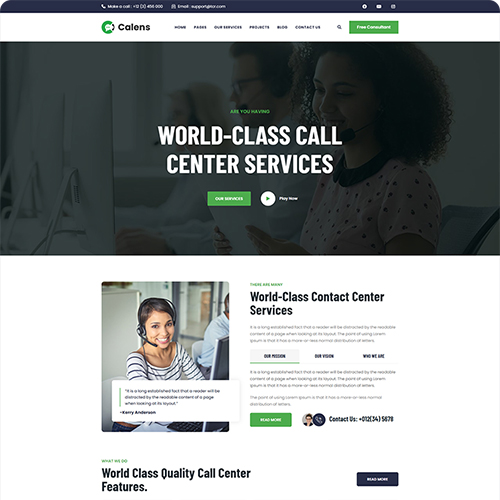 Make a call : +12 (3) 456 000
Email : support@tar.com
Calens
HOME PAGES OUR SERVICES PROJECTS BLOG CONTACT US
Free Consultant
ARE YOU HAVING
WORLD-CLASS CALL
CENTER SERVICES
OUR SERVICES
Play Now
THERE ARE MANY
World-Class Contact Center
Services
It is a long established fact that a reader will be distracted by the readable
content of a page when looking at its layout. The point of using Lorem
Ipsum is that it has a more-or-less normal distribution of letters.
OUR MISSION OUR VISION WHO WE ARE
It is a long established fact that a reader will be distracted by the readable
content of a page when looking at its layout. The point of using Lorem
Ipsum is that it has a more-or-less normal distribution of letters.
The point of using Lorem Ipsum is that it has a more-or-less normal
distribution of letters.
"It is a long established fact that a reader will be
distracted by the readable content of a page
when looking at its layout."
-Kerry Anderson
READ MORE
Contact Us: +012(34) 5678
WHAT WE DO
World Class Quality Call Center
Features.
READ MORE